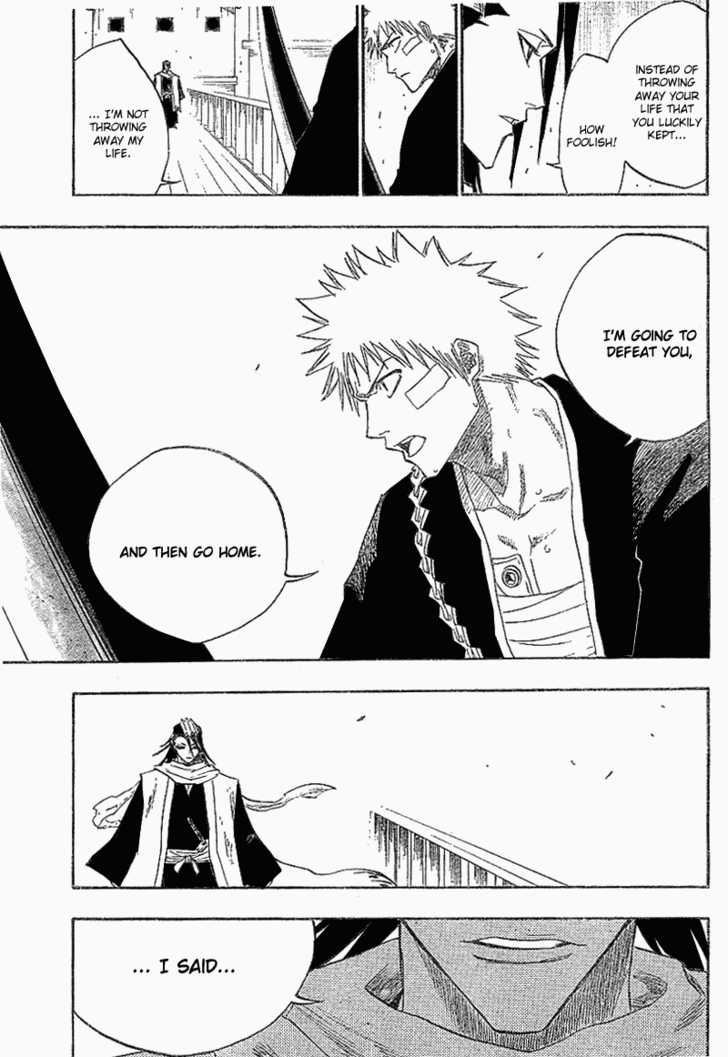 INSTEAD OF
THROWING
AWAY YOUR
LIFE THAT
YOU LUCKILY
KEPT...
HOW
FOOLISH!
... I'M NOT
THROWING
AWAY MY
LIFE.
I'M GOING TO
DEFEAT YOU,
AND THEN GO HOME.
... I SAID...